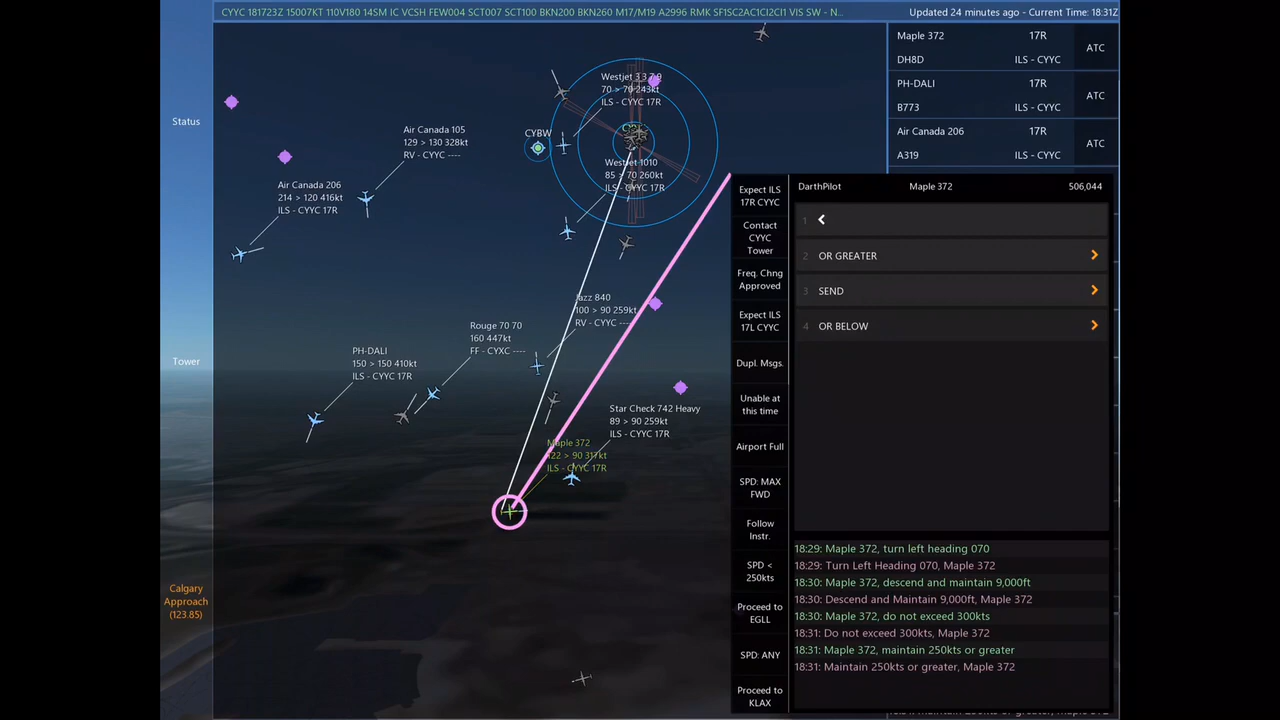 CYYC 181723Z 15007KT 110V180 14SM IC VCSH FEW004 SCT007 SCT100 BKN200 BKN260 M17/M19 A2996 RMK SF1SC2AC1CI2CI1 VIS SW - N...
Updated 24 minutes ago - Current Time: 18:31Z
Status
Tower
Calgary
Approach
(123.85)
Westjet 3 3 7 9
70 > 70 243kt
ILS - CYYC 17R
CYBW
Air Canada 105
129 > 130 328kt
RV - CYYC ----
Westjet 1010
85 > 70 260kt
ILS - CYYC 17R
Air Canada 206
214 > 120 416kt
ILS - CYYC 17R
Jazz 840
100 > 90 259kt
RV - CYYC ----
Rouge 70 70
160 447kt
FF - CYXC ----
PH-DALI
150 > 150 410kt
ILS - CYYC 17R
Star Check 742 Heavy
89 > 90 259kt
ILS - CYYC 17R
Maple 372
122 > 90 317kt
ILS - CYYC 17R
Maple 372 17R
DH8D ILS - CYYC
ATC
PH-DALI 17R
B773 ILS - CYYC
ATC
Air Canada 206 17R
A319 ILS - CYYC
ATC
Expect ILS
17R CYYC
Contact
CYYC
Tower
Freq. Chng
Approved
Expect ILS
17L CYYC
Dupl. Msgs.
Unable at
this time
Airport Full
SPD: MAX
FWD
Follow
Instr.
SPD <
250kts
Proceed to
EGLL
SPD: ANY
Proceed to
KLAX
DarthPilot Maple 372 506,044
1 <
2 OR GREATER >
3 SEND >
4 OR BELOW >
18:29: Maple 372, turn left heading 070
18:29: Turn Left Heading 070, Maple 372
18:30: Maple 372, descend and maintain 9,000ft
18:30: Descend and Maintain 9,000ft, Maple 372
18:30: Maple 372, do not exceed 300kts
18:31: Do not exceed 300kts, Maple 372
18:31: Maple 372, maintain 250kts or greater
18:31: Maintain 250kts or greater, Maple 372